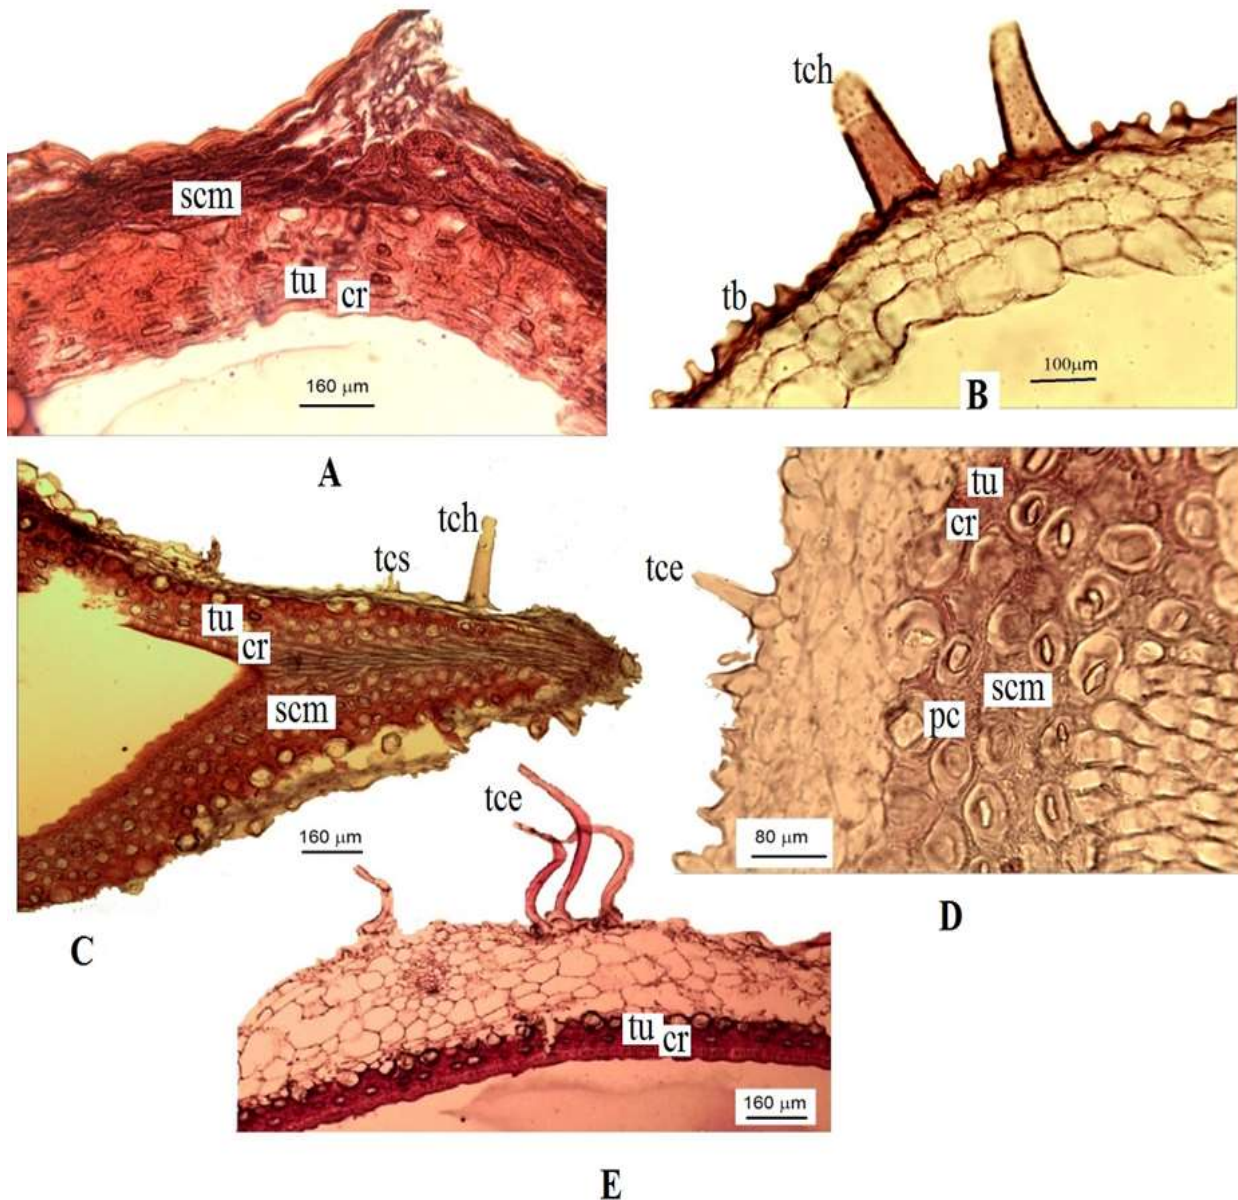 scm
tu
cr
160 μm
A
tch
tb
100μm
B
tch
tcs
tu
cr
scm
160 μm
C
tu
cr
tce
scm
pc
80 μm
D
tce
tu
cr
160 μm
E